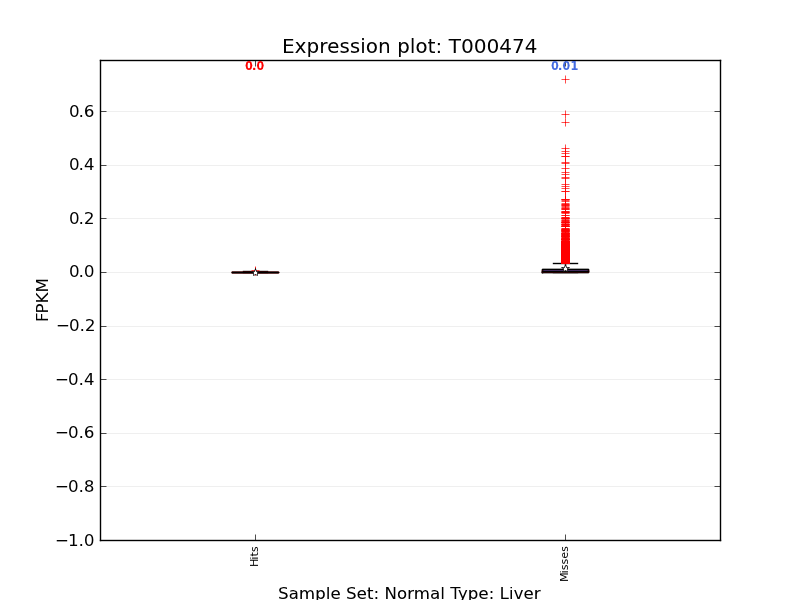 Expression plot: T000474
0.0
0.01
0.6
0.4
0.2
0.0
−0.2
−0.4
−0.6
−0.8
−1.0
FPKM
Hits
Misses
Sample Set: Normal Type: Liver